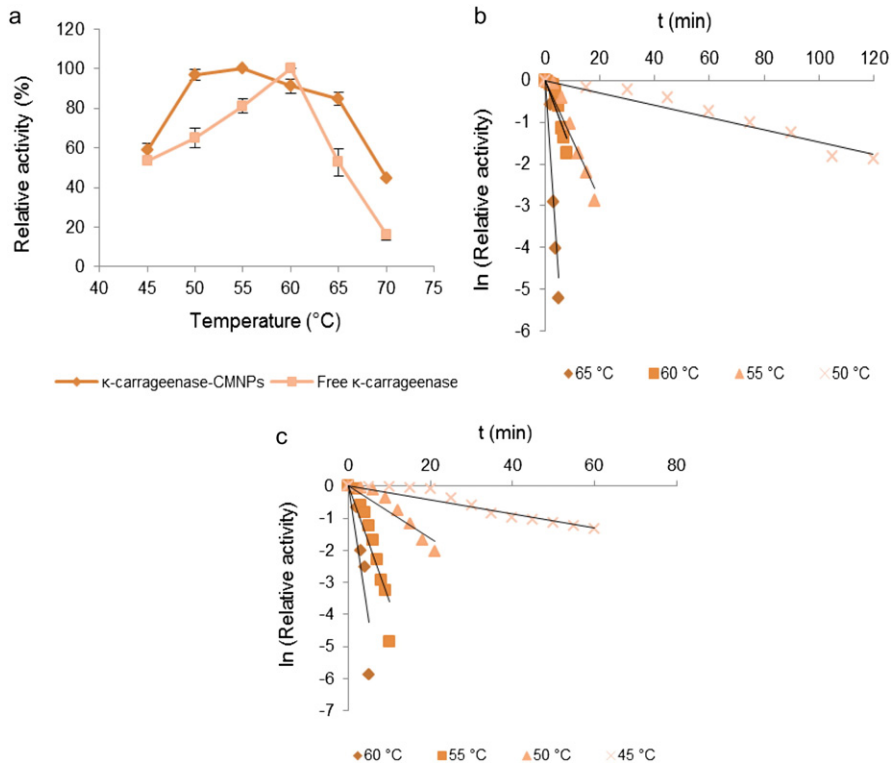 a
120
100
80
60
40
20
0
Relative activity (%)
40 45 50 55 60 65 70 75
Temperature (°C)
κ-carrageenase-CMNPs Free κ-carrageenase
b
t (min)
0 20 40 60 80 100 120
0
-1
-2
-3
-4
-5
-6
ln (Relative activity)
65 °C 60 °C 55 °C 50 °C
c
t (min)
0 20 40 60 80
0
-1
-2
-3
-4
-5
-6
-7
ln (Relative activity)
60 °C 55 °C 50 °C 45 °C